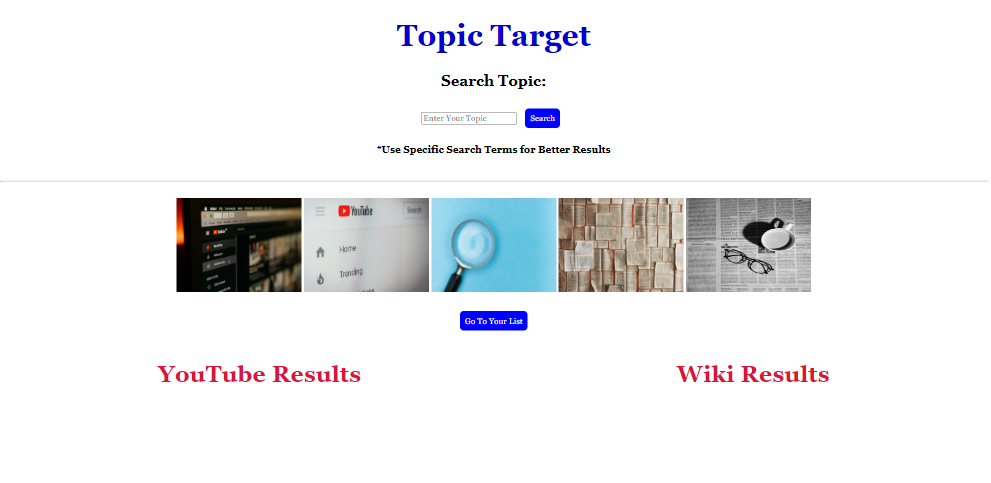 Topic Target
Search Topic:
Enter Your Topic Search
*Use Specific Search Terms for Better Results
YouTube Search
Home
Trending
Go To Your List
YouTube Results Wiki Results